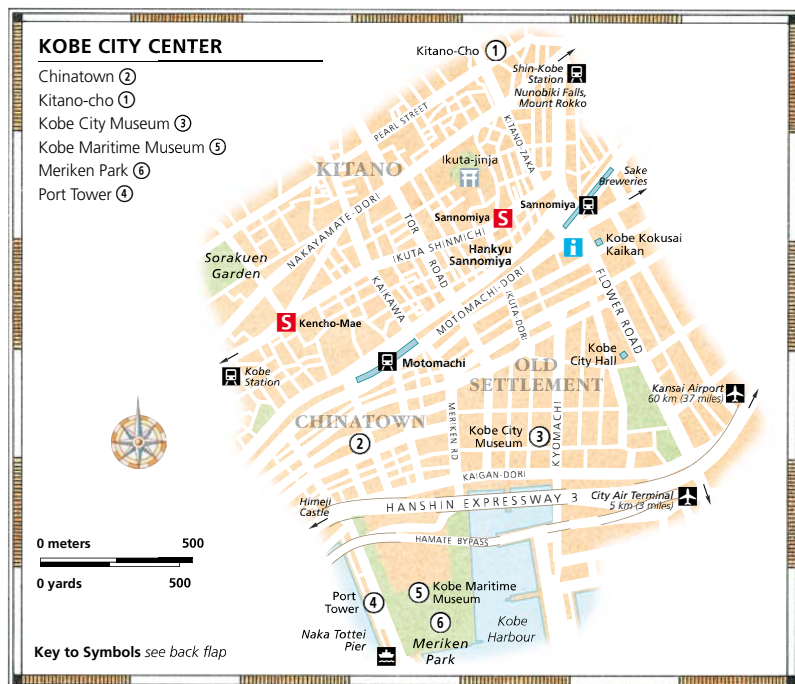 KOBE CITY CENTER
Chinatown 2
Kitano-cho 1
Kobe City Museum 3
Kobe Maritime Museum 5
Meriken Park 6
Port Tower 4
Kitano-Cho 1
Shin-Kobe
Station
Nunobiki Falls,
Mount Rokko
PEARL STREET
KITANO-ZAKA
KITANO
Ikuta-jinja
Sake
Breweries
NAKAYAMATE-DORI
TOR
ROAD
Sannomiya S
Sannomiya
IKUTA SHINMICHI
Hankyu
Sannomiya
i
Kobe Kokusai
Kaikan
Sorakuen
Garden
KAIKAWA
MOTOMACHI-DORI
IKUTA-DORI
FLOWER ROAD
S Kencho-Mae
Kobe
Station
Motomachi
OLD
SETTLEMENT
Kobe
City Hall
Kansai Airport
60 km (37 miles)
CHINATOWN
2
MERIKEN RD
Kobe City
Museum 3
KYOMACHI
KAIGAN-DORI
Himeji
Castle
HANSHIN EXPRESSWAY 3
City Air Terminal
5 km (3 miles)
HAMATE BYPASS
0 meters 500
0 yards 500
Port
Tower 4
5 Kobe Maritime
Museum
6
Meriken
Park
Kobe
Harbour
Naka Tottei
Pier
Key to Symbols see back flap